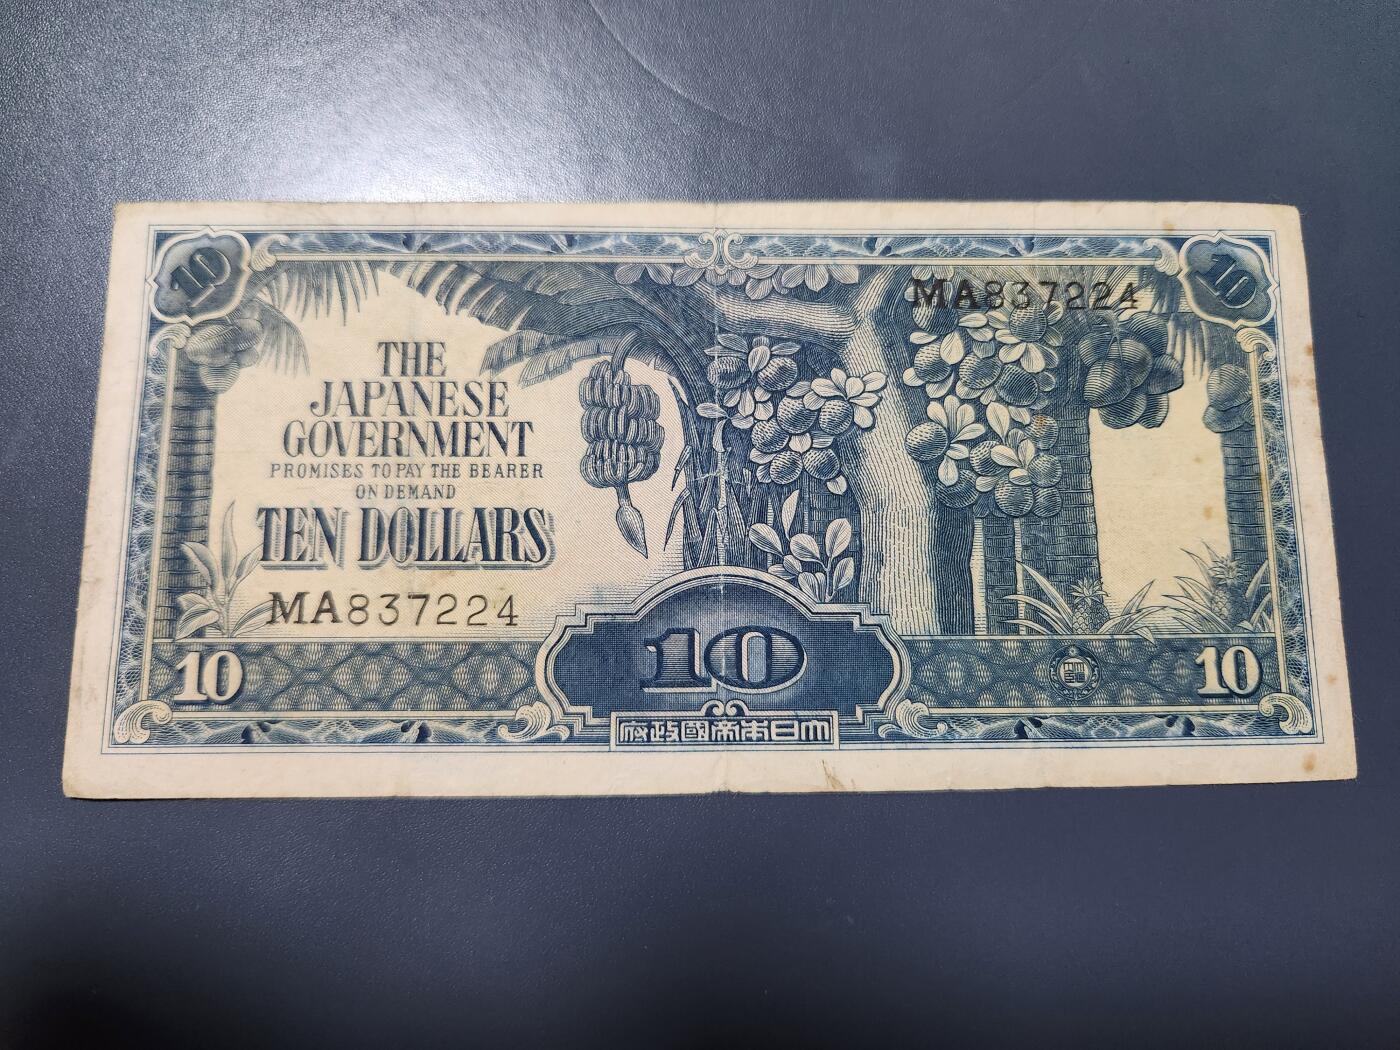 10
10
MA837224
THE
JAPANESE
GOVERNMENT
PROMISES TO PAY THE BEARER
ON DEMAND
TEN DOLLARS
MA837224
10
10
10
府政國帝本日大